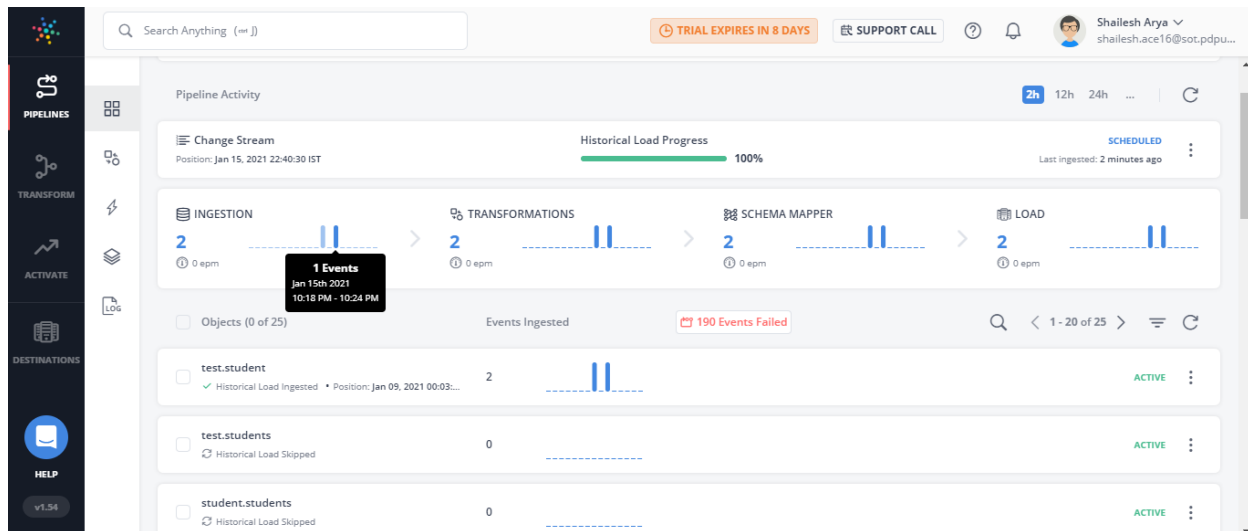 Search Anything (ctrl J)
TRIAL EXPIRES IN 8 DAYS
SUPPORT CALL
Shailesh Arya
shailesh.ace16@sot.pdpu...
PIPELINES
TRANSFORM
ACTIVATE
DESTINATIONS
HELP
v1.54
LOG
Pipeline Activity
2h 12h 24h ...
Change Stream
Position: Jan 15, 2021 22:40:30 IST
Historical Load Progress
100%
SCHEDULED
Last ingested: 2 minutes ago
INGESTION
2
0 epm
TRANSFORMATIONS
2
0 epm
SCHEMA MAPPER
2
0 epm
LOAD
2
0 epm
1 Events
Jan 15th 2021
10:18 PM - 10:24 PM
Objects (0 of 25) Events Ingested 190 Events Failed 1 - 20 of 25
test.student
Historical Load Ingested • Position: Jan 09, 2021 00:03:...
2
ACTIVE
test.students
Historical Load Skipped
0
ACTIVE
student.students
Historical Load Skipped
0
ACTIVE